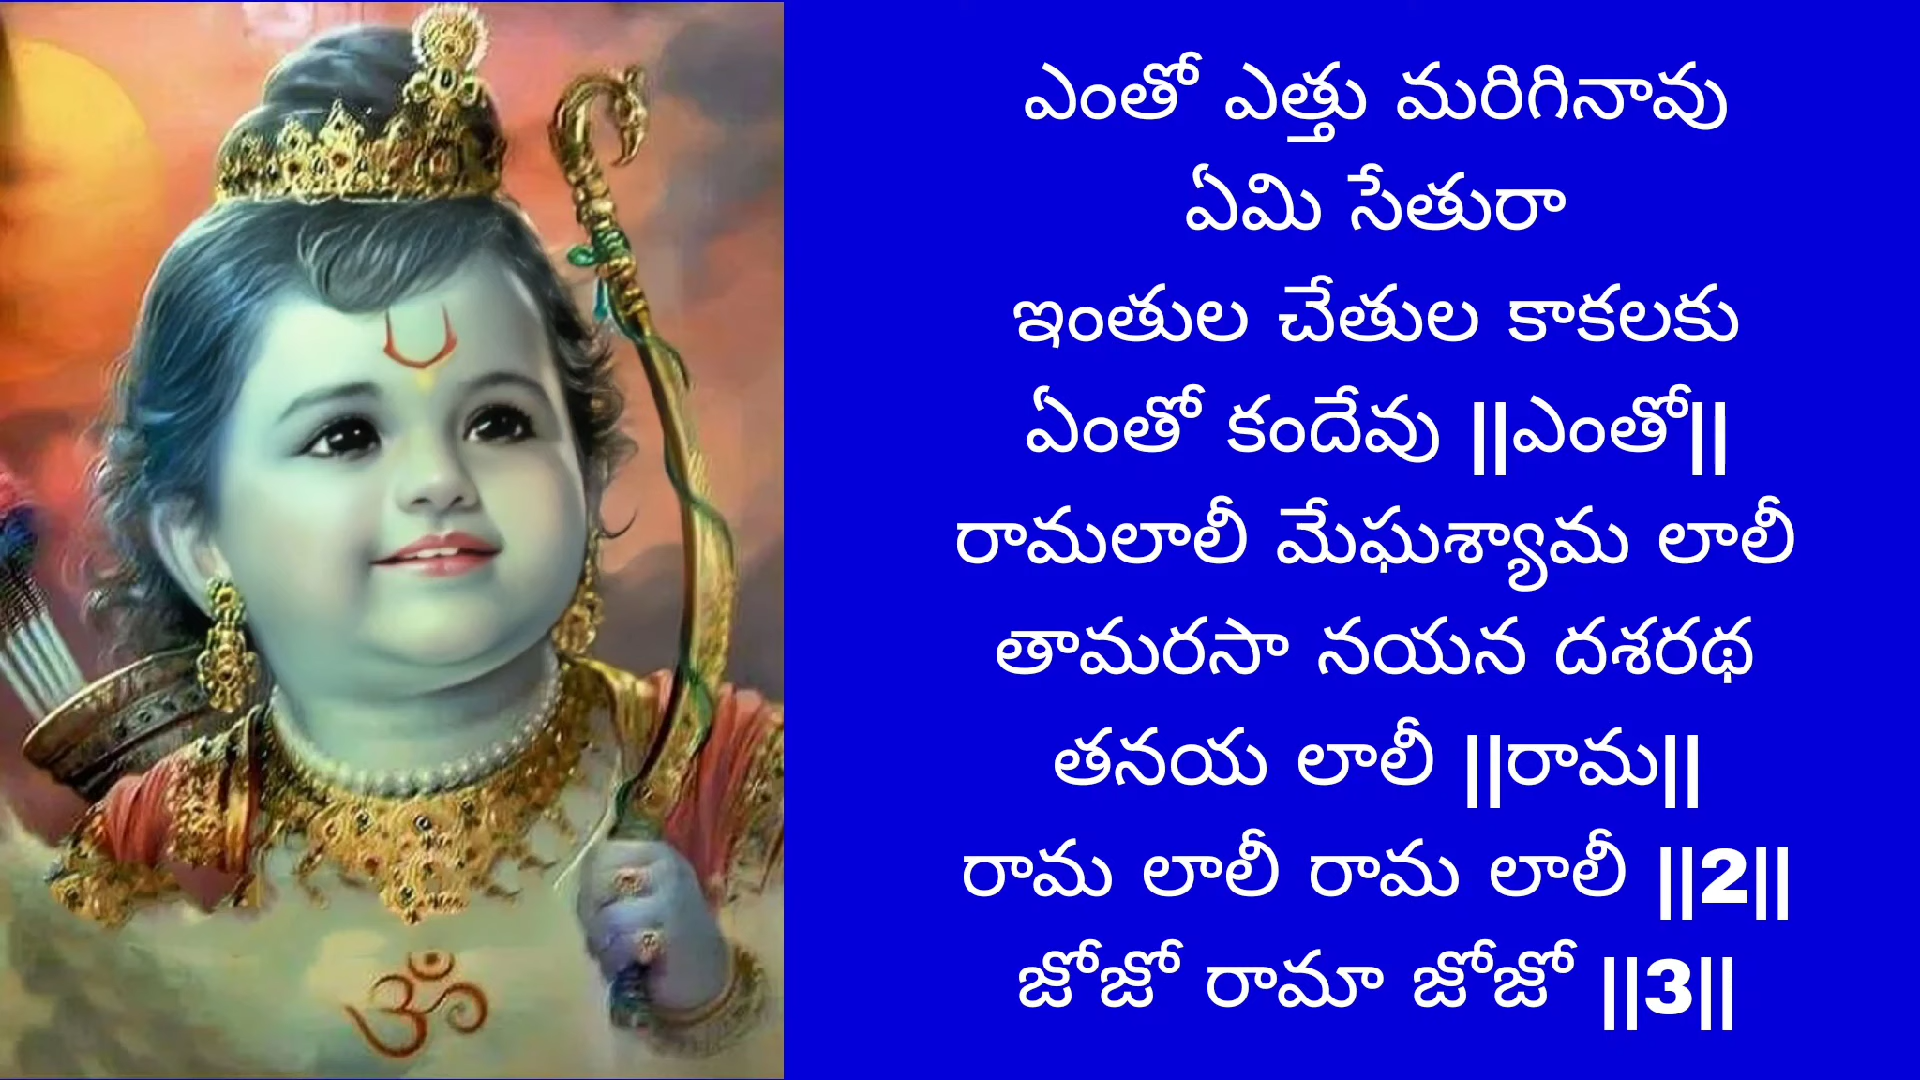 ఎంతో ఎత్తు మరిగినావు
ఏమి సేతురా
ఇంతుల చేతుల కాకలకు
ఏంతో కందేవు ||ఎంతో||
రామలాలీ మేఘశ్యామ లాలీ
తామరసా నయన దశరథ
తనయ లాలీ ||రామ||
రామ లాలీ రామ లాలీ ||2||
జోజో రామా జోజో ||3||
ॐ